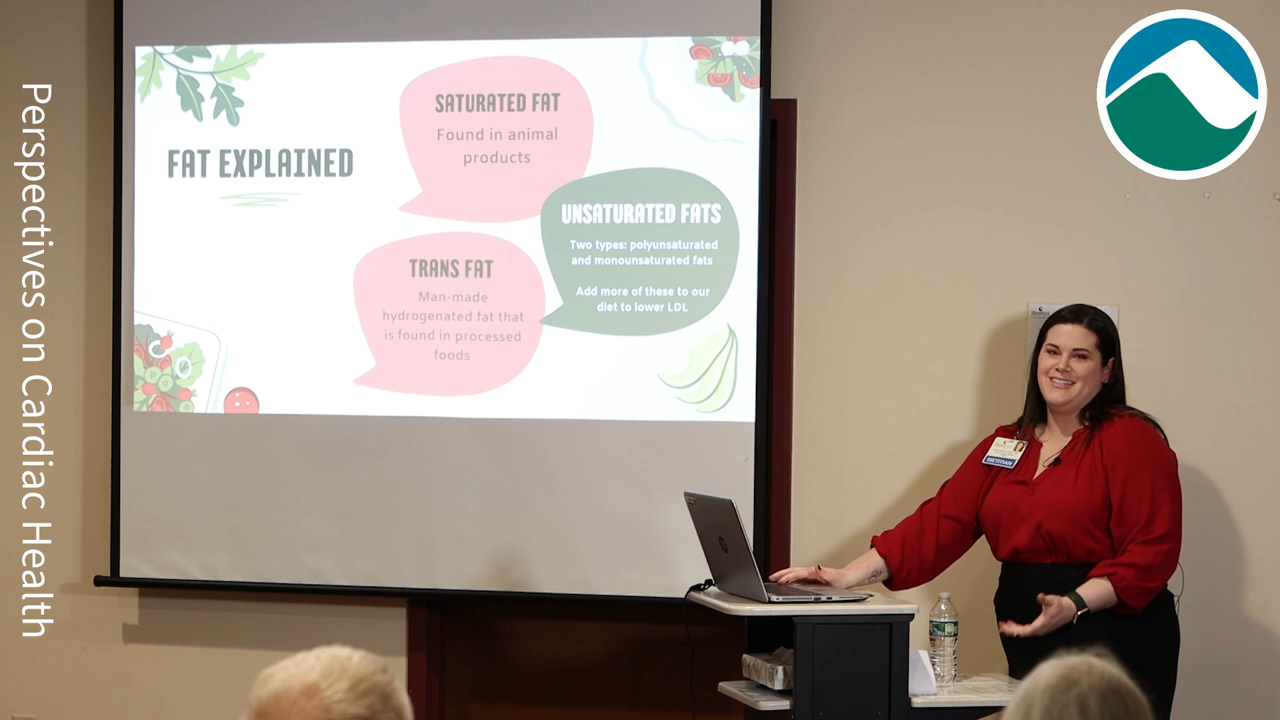 Perspectives on Cardiac Health
FAT EXPLAINED
SATURATED FAT
Found in animal
products
UNSATURATED FATS
Two types: polyunsaturated
and monounsaturated fats
Add more of these to our
diet to lower LDL
TRANS FAT
Man-made
hydrogenated fat that
is found in processed
foods
DIETITIAN